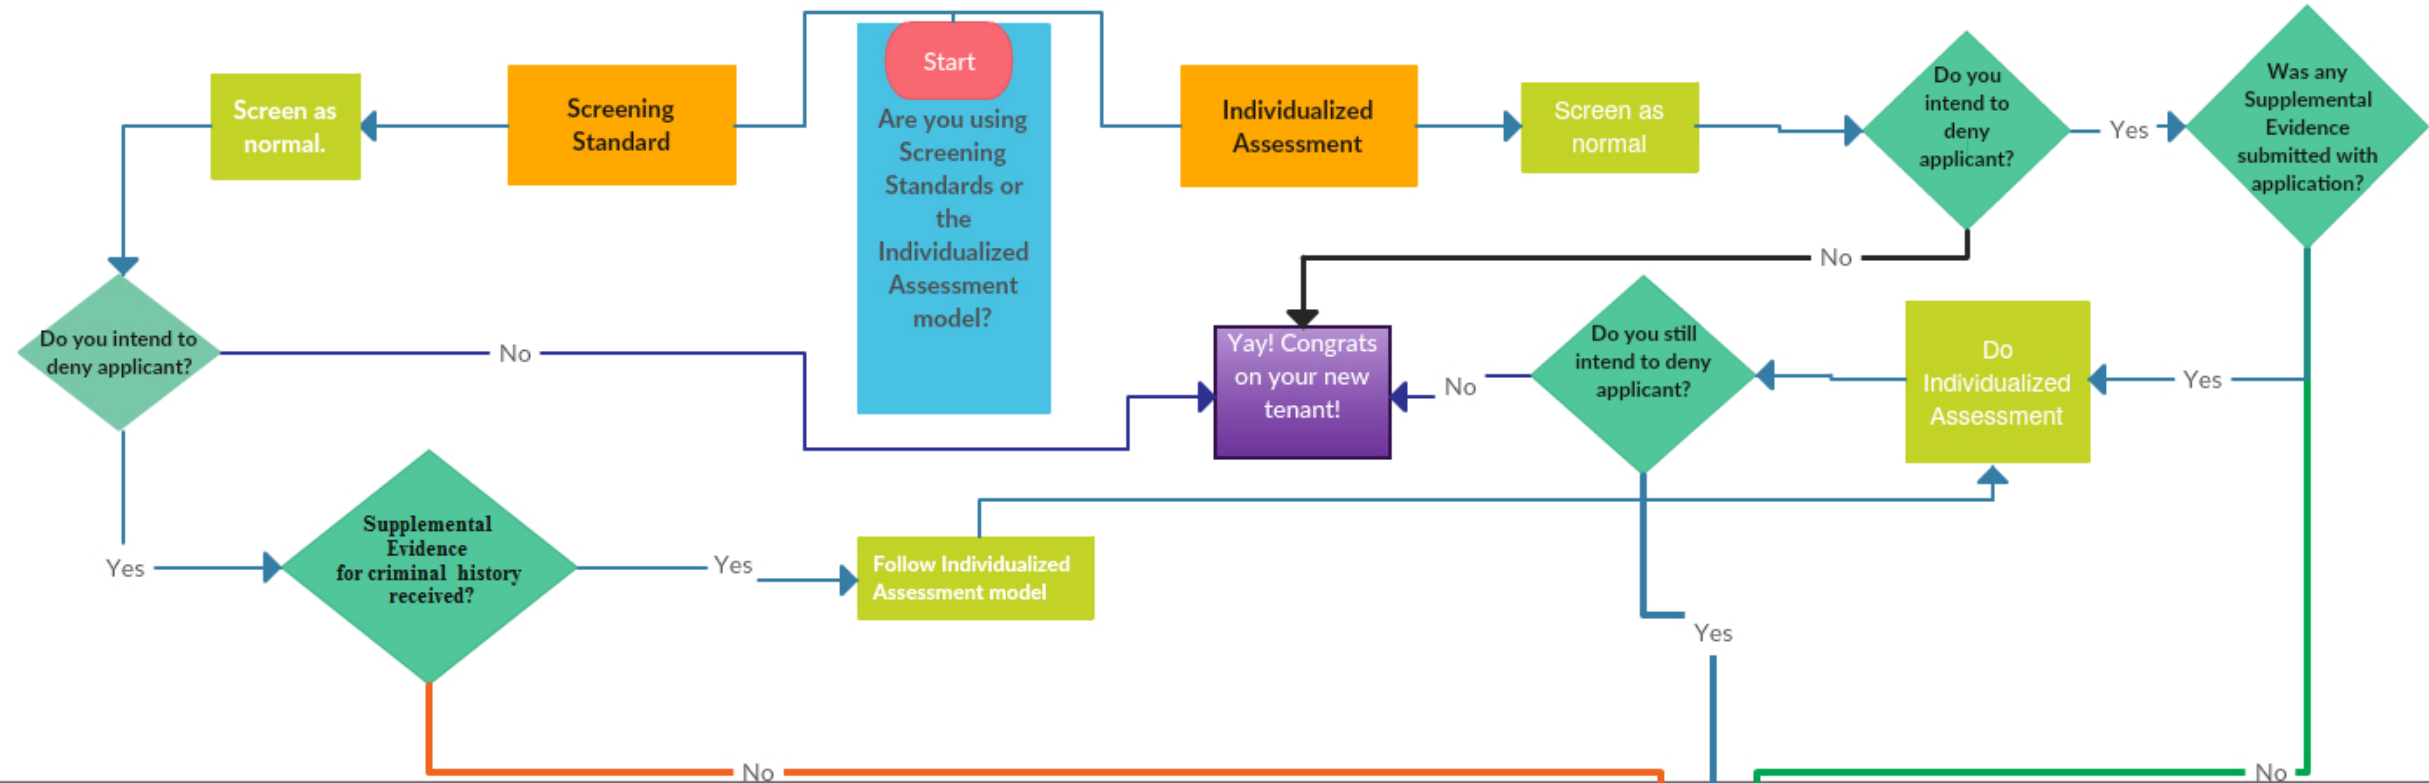 Start
Are you using
Screening
Standards or
the
Individualized
Assessment
model?
Screening
Standard
Screen as
normal.
Do you intend to
deny applicant?
No
Yes
Supplemental
Evidence
for criminal history
received?
Yes
Follow Individualized
Assessment model
No
Individualized
Assessment
Screen as
normal
Do you
intend to
deny
applicant?
Yes
No
Was any
Supplemental
Evidence
submitted with
application?
Yes
Do
Individualized
Assessment
Do you still
intend to deny
applicant?
No
Yay! Congrats
on your new
tenant!
Yes
No